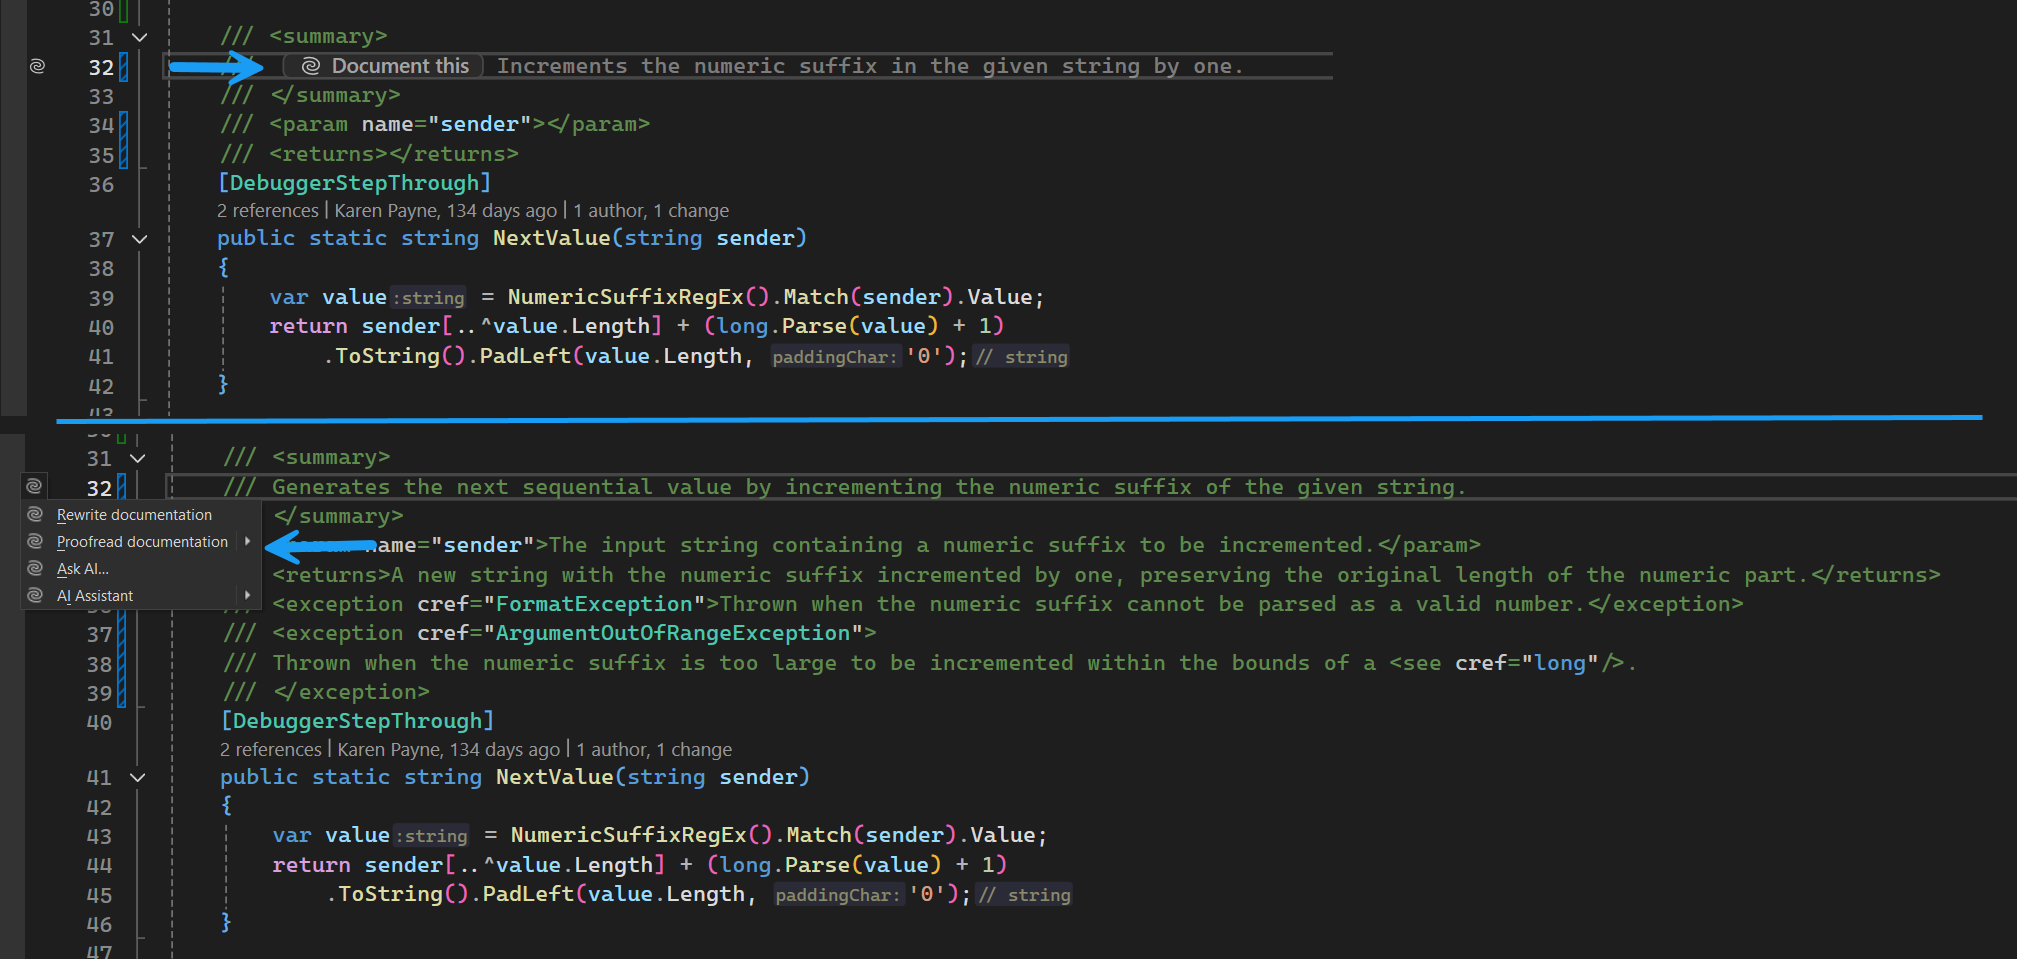 30
31 /// <summary>
32 Document this Increments the numeric suffix in the given string by one.
33 /// </summary>
34 /// <param name="sender"></param>
35 /// <returns></returns>
36 [DebuggerStepThrough]
2 references | Karen Payne, 134 days ago | 1 author, 1 change
37 public static string NextValue(string sender)
38 {
39 var value:string = NumericSuffixRegEx().Match(sender).Value;
40 return sender[..^value.Length] + (long.Parse(value) + 1)
41 .ToString().PadLeft(value.Length, paddingChar: '0'); // string
42 }
43
30
31 /// <summary>
32 /// Generates the next sequential value by incrementing the numeric suffix of the given string.
Rewrite documentation </summary>
Proofread documentation name="sender">The input string containing a numeric suffix to be incremented.</param>
Ask AI... <returns>A new string with the numeric suffix incremented by one, preserving the original length of the numeric part.</returns>
AI Assistant <exception cref="FormatException">Thrown when the numeric suffix cannot be parsed as a valid number.</exception>
37 /// <exception cref="ArgumentOutOfRangeException">
38 /// Thrown when the numeric suffix is too large to be incremented within the bounds of a <see cref="long"/>.
39 /// </exception>
40 [DebuggerStepThrough]
2 references | Karen Payne, 134 days ago | 1 author, 1 change
41 public static string NextValue(string sender)
42 {
43 var value:string = NumericSuffixRegEx().Match(sender).Value;
44 return sender[..^value.Length] + (long.Parse(value) + 1)
45 .ToString().PadLeft(value.Length, paddingChar: '0'); // string
46 }
47